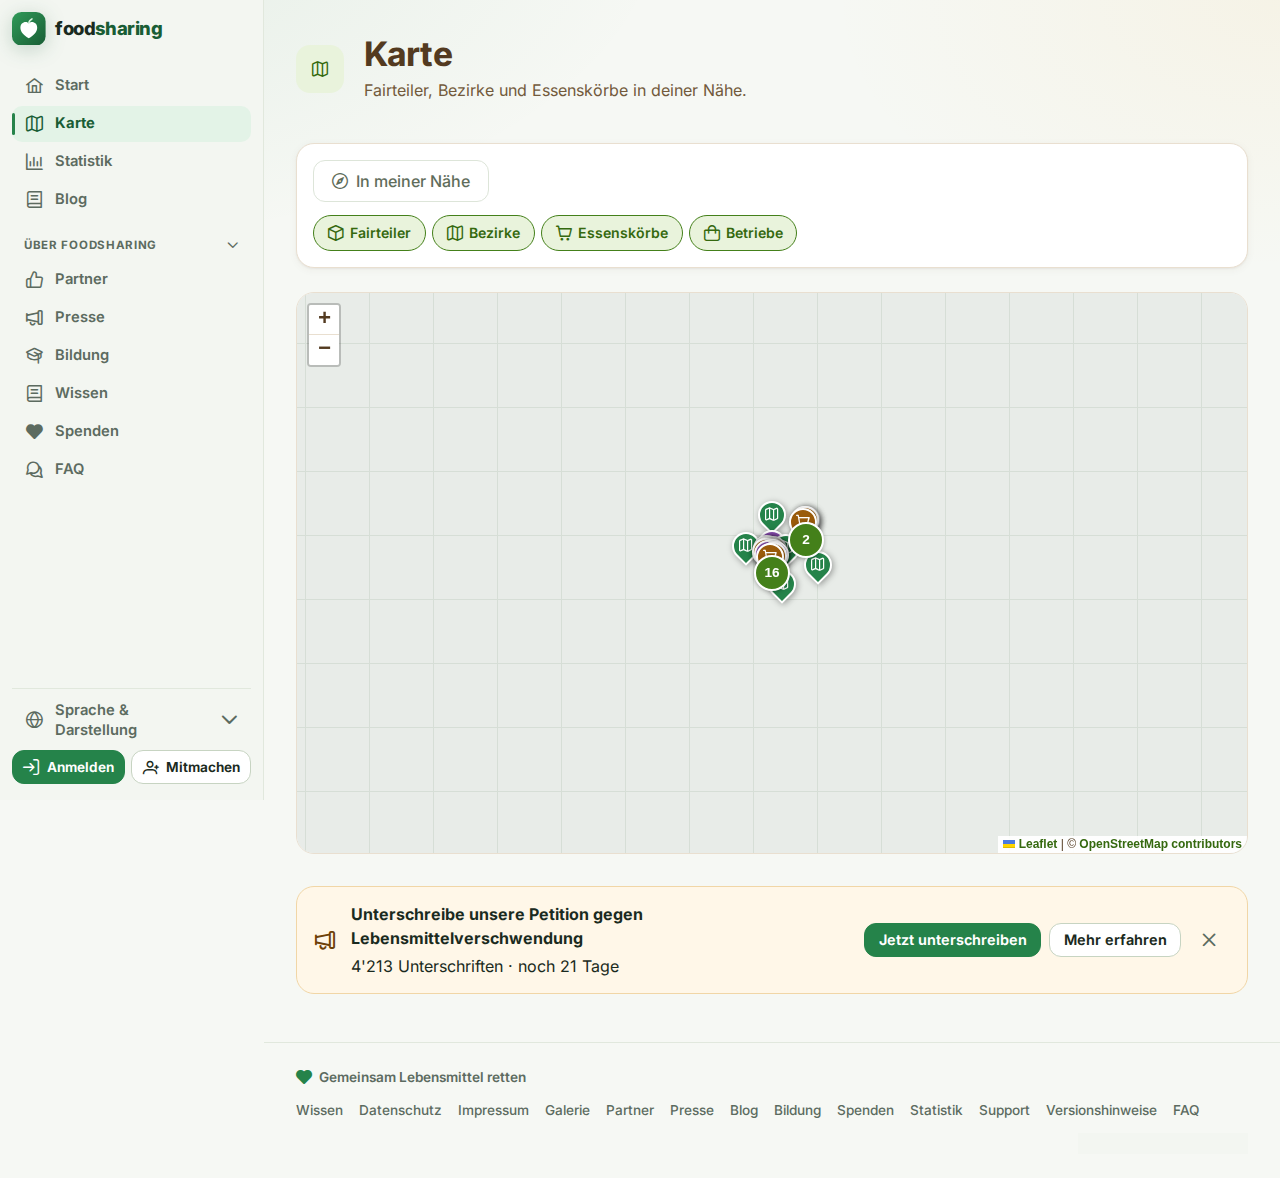 foodsharing
Start
Karte
Statistik
Blog
ÜBER FOODSHARING
Partner
Presse
Bildung
Wissen
Spenden
FAQ
Sprache &
Darstellung
Anmelden
Mitmachen
Karte
Fairteiler, Bezirke und Essenskörbe in deiner Nähe.
In meiner Nähe
Fairteiler
Bezirke
Essenskörbe
Betriebe
+
−
2
16
Leaflet | © OpenStreetMap contributors
Unterschreibe unsere Petition gegen
Lebensmittelverschwendung
4'213 Unterschriften · noch 21 Tage
Jetzt unterschreiben
Mehr erfahren
Gemeinsam Lebensmittel retten
Wissen Datenschutz Impressum Galerie Partner Presse Blog Bildung Spenden Statistik Support Versionshinweise FAQ